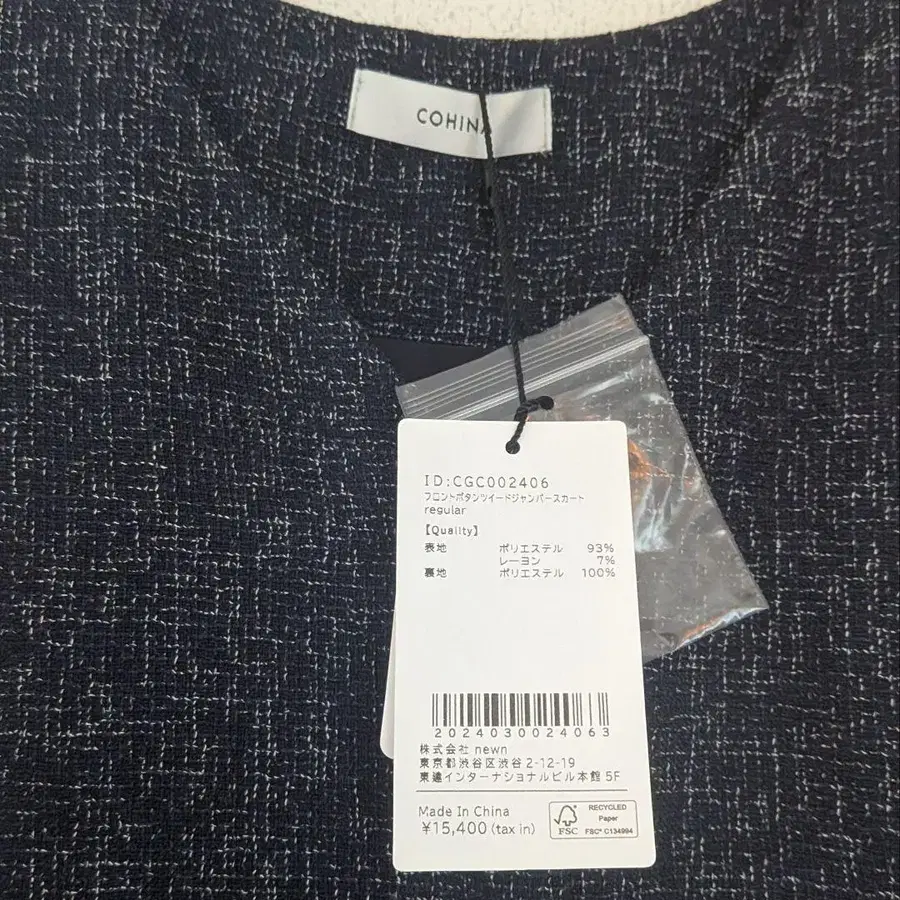 COHINA
ID:CGC002406
フロントボタンツイードジャンパースカート
regular
【Quality】
表地 ポリエステル 93%
レーヨン 7%
裏地 ポリエステル 100%
2024030024063
株式会社 newn
東京都渋谷区渋谷 2-12-19
東建インターナショナルビル本館 5F
Made In China
¥15,400 (tax in)
FSC
RECYCLED
Paper
FSC® C134994